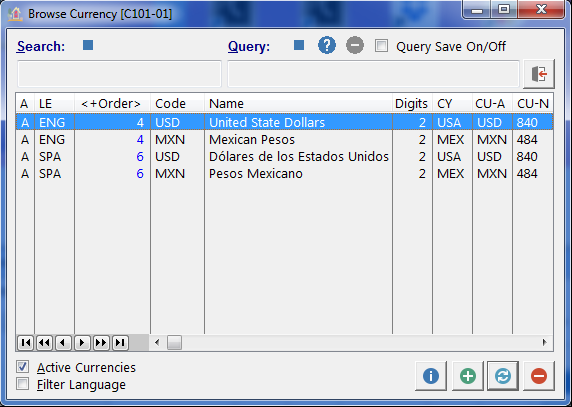 Browse Currency [C101-01]
Search: Query: Query Save On/Off
A LE <+Order> Code Name Digits CY CU-A CU-N
A ENG 4 USD United State Dollars 2 USA USD 840
A ENG 4 MXN Mexican Pesos 2 MEX MXN 484
A SPA 6 USD Dólares de los Estados Unidos 2 USA USD 840
A SPA 6 MXN Pesos Mexicano 2 MEX MXN 484
Active Currencies
Filter Language